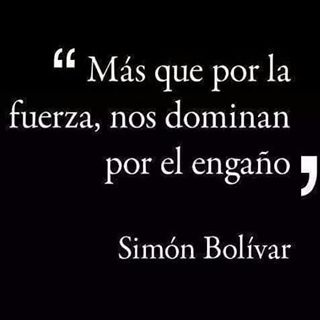 “ Más que por la
fuerza, nos dominan
por el engaño ,
Simón Bolívar